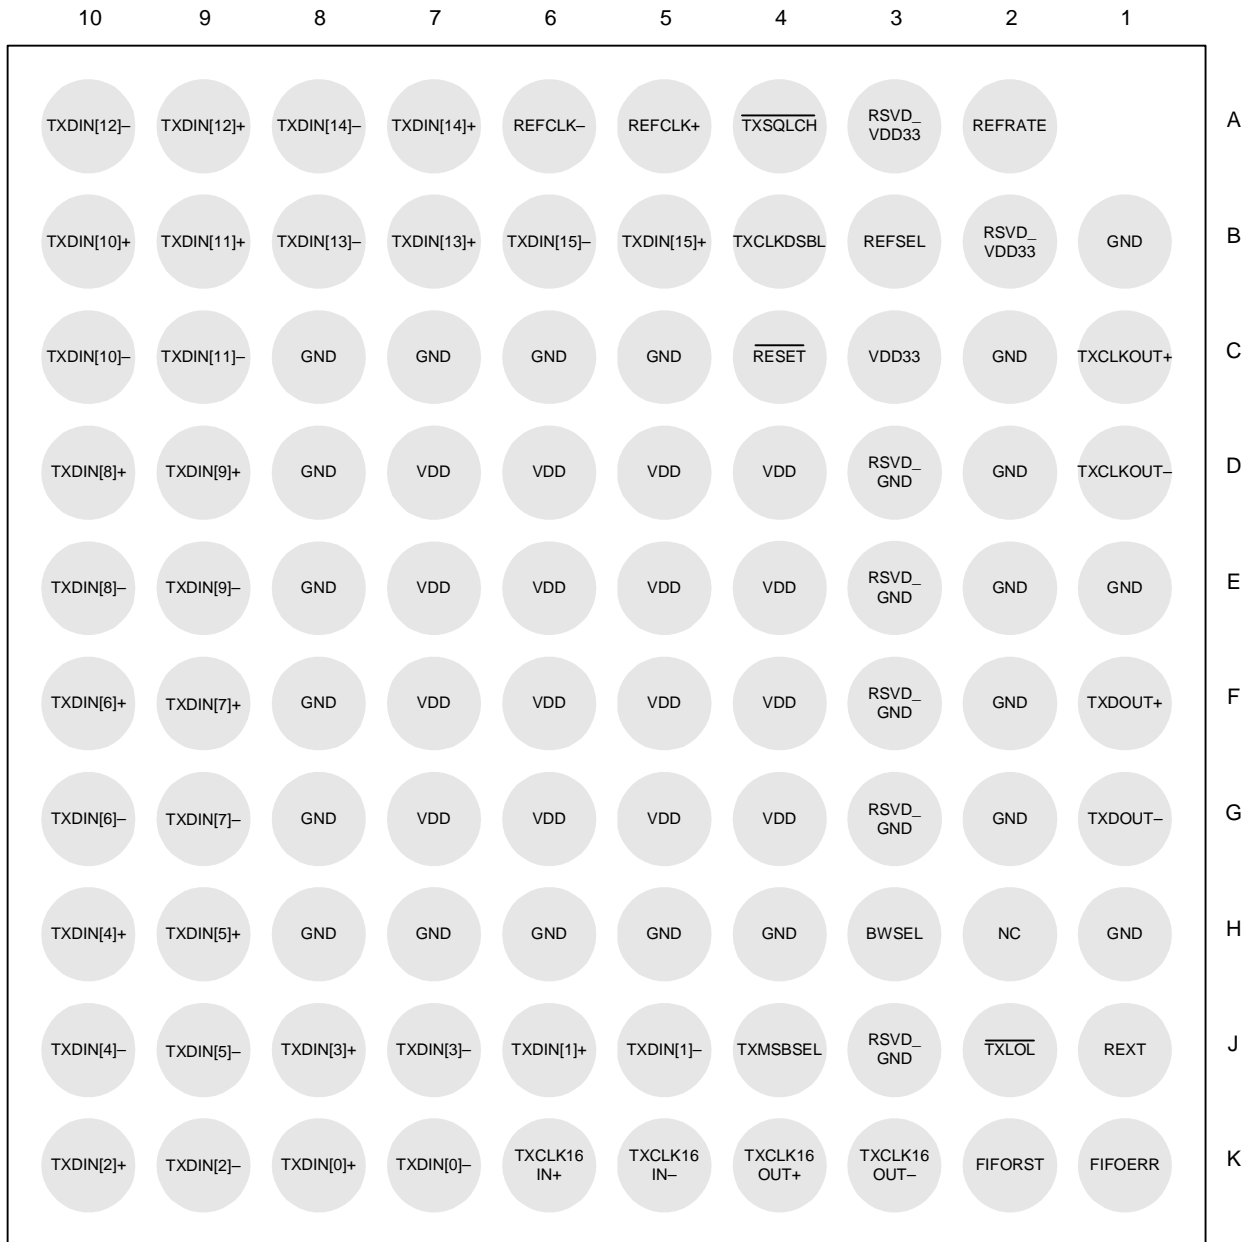 10 9 8 7 6 5 4 3 2 1
TXDIN[12]– TXDIN[12]+ TXDIN[14]– TXDIN[14]+ REFCLK– REFCLK+ TXSQLCH RSVD_ VDD33 REFRATE A
TXDIN[10]+ TXDIN[11]+ TXDIN[13]– TXDIN[13]+ TXDIN[15]– TXDIN[15]+ TXCLKDSBL REFSEL RSVD_ VDD33 GND B
TXDIN[10]– TXDIN[11]– GND GND GND GND RESET VDD33 GND TXCLKOUT+ C
TXDIN[8]+ TXDIN[9]+ GND VDD VDD VDD VDD RSVD_ GND GND TXCLKOUT– D
TXDIN[8]– TXDIN[9]– GND VDD VDD VDD VDD RSVD_ GND GND GND E
TXDIN[6]+ TXDIN[7]+ GND VDD VDD VDD VDD RSVD_ GND GND TXDOUT+ F
TXDIN[6]– TXDIN[7]– GND VDD VDD VDD VDD RSVD_ GND GND TXDOUT– G
TXDIN[4]+ TXDIN[5]+ GND GND GND GND GND BWSEL NC GND H
TXDIN[4]– TXDIN[5]– TXDIN[3]+ TXDIN[3]– TXDIN[1]+ TXDIN[1]– TXMSBSEL RSVD_ GND TXLOL REXT J
TXDIN[2]+ TXDIN[2]– TXDIN[0]+ TXDIN[0]– TXCLK16 IN+ TXCLK16 IN– TXCLK16 OUT+ TXCLK16 OUT– FIFORST FIFOERR K